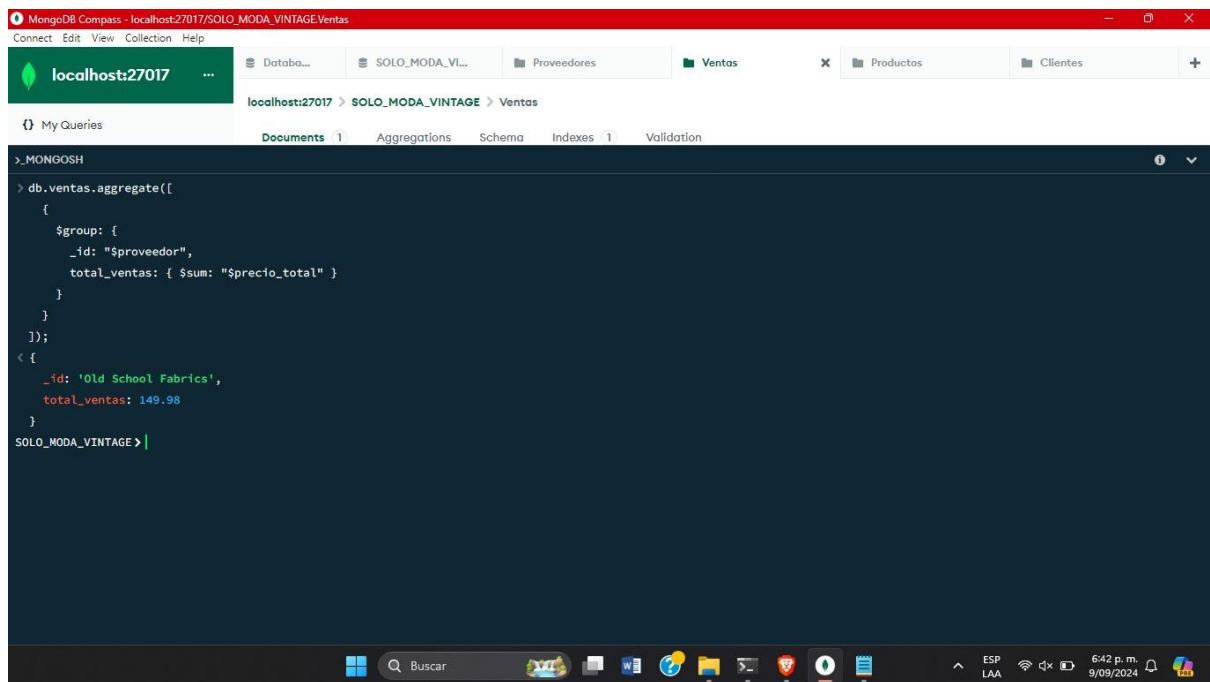 MongoDB Compass - localhost:27017/SOLO_MODA_VINTAGE.Ventas
Connect Edit View Collection Help
localhost:27017 ...
Databa... SOLO_MODA_VI... Proveedores Ventas Productos Clientes
localhost:27017 > SOLO_MODA_VINTAGE > Ventas
{} My Queries
Documents 1 Aggregations Schema Indexes 1 Validation
>_MONGOSH
> db.ventas.aggregate([
{
$group: {
_id: "$proveedor",
total_ventas: { $sum: "$precio_total" }
}
}
]);
< {
_id: 'Old School Fabrics',
total_ventas: 149.98
}
SOLO_MODA_VINTAGE>
Buscar
ESP
LAA
6:42 p. m.
9/09/2024